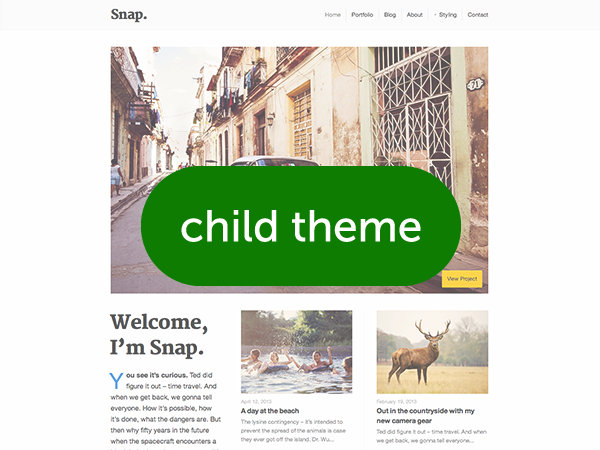 Snap.
Home Portfolio Blog About Styling Contact
71
child theme
View Project
Welcome,
I'm Snap.
You see it's curious. Ted did
figure it out – time travel. And
when we get back, we gonna tell
everyone. How it's possible, how
it's done, what the dangers are. But
then why fifty years in the future
when the spacecraft encounters a
April 12, 2013
A day at the beach
The lysine contingency – it's intended to
prevent the spread of the animals is case
they ever got off the island. Dr. Wu...
February 19, 2013
Out in the countryside with my
new camera gear
Ted did figure it out – time travel. And when
we get back, we gonna tell everyone...